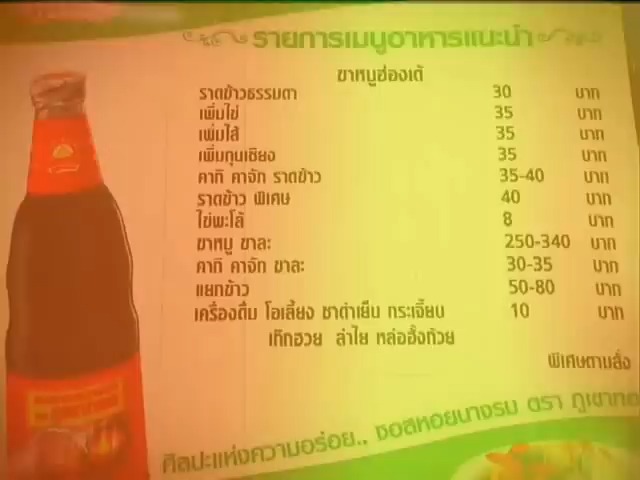 รายการเมนูอาหารแนะนำ
ขาหมูฮ่องเต้
ราดข้าวธรรมดา 30 บาท
เพิ่มไข่ 35 บาท
เพิ่มไส้ 35 บาท
เพิ่มกุนเชียง 35 บาท
คากิ คาจัก ราดข้าว 35-40 บาท
ราดข้าว พิเศษ 40 บาท
ไข่พะโล้ 8 บาท
ขาหมู ขาละ 250-340 บาท
คากิ คาจัก ขาละ 30-35 บาท
แยกข้าว 50-80 บาท
เครื่องดื่ม โอเลี้ยง ชาดำเย็น กระเจี๊ยบ 10 บาท
เก๊กฮวย ลำไย หล่อฮั้งก้วย
พิเศษตามสั่ง
ศิลปะแห่งความอร่อย.. ซอสหอยนางรม ตรา ภูเขาทอง